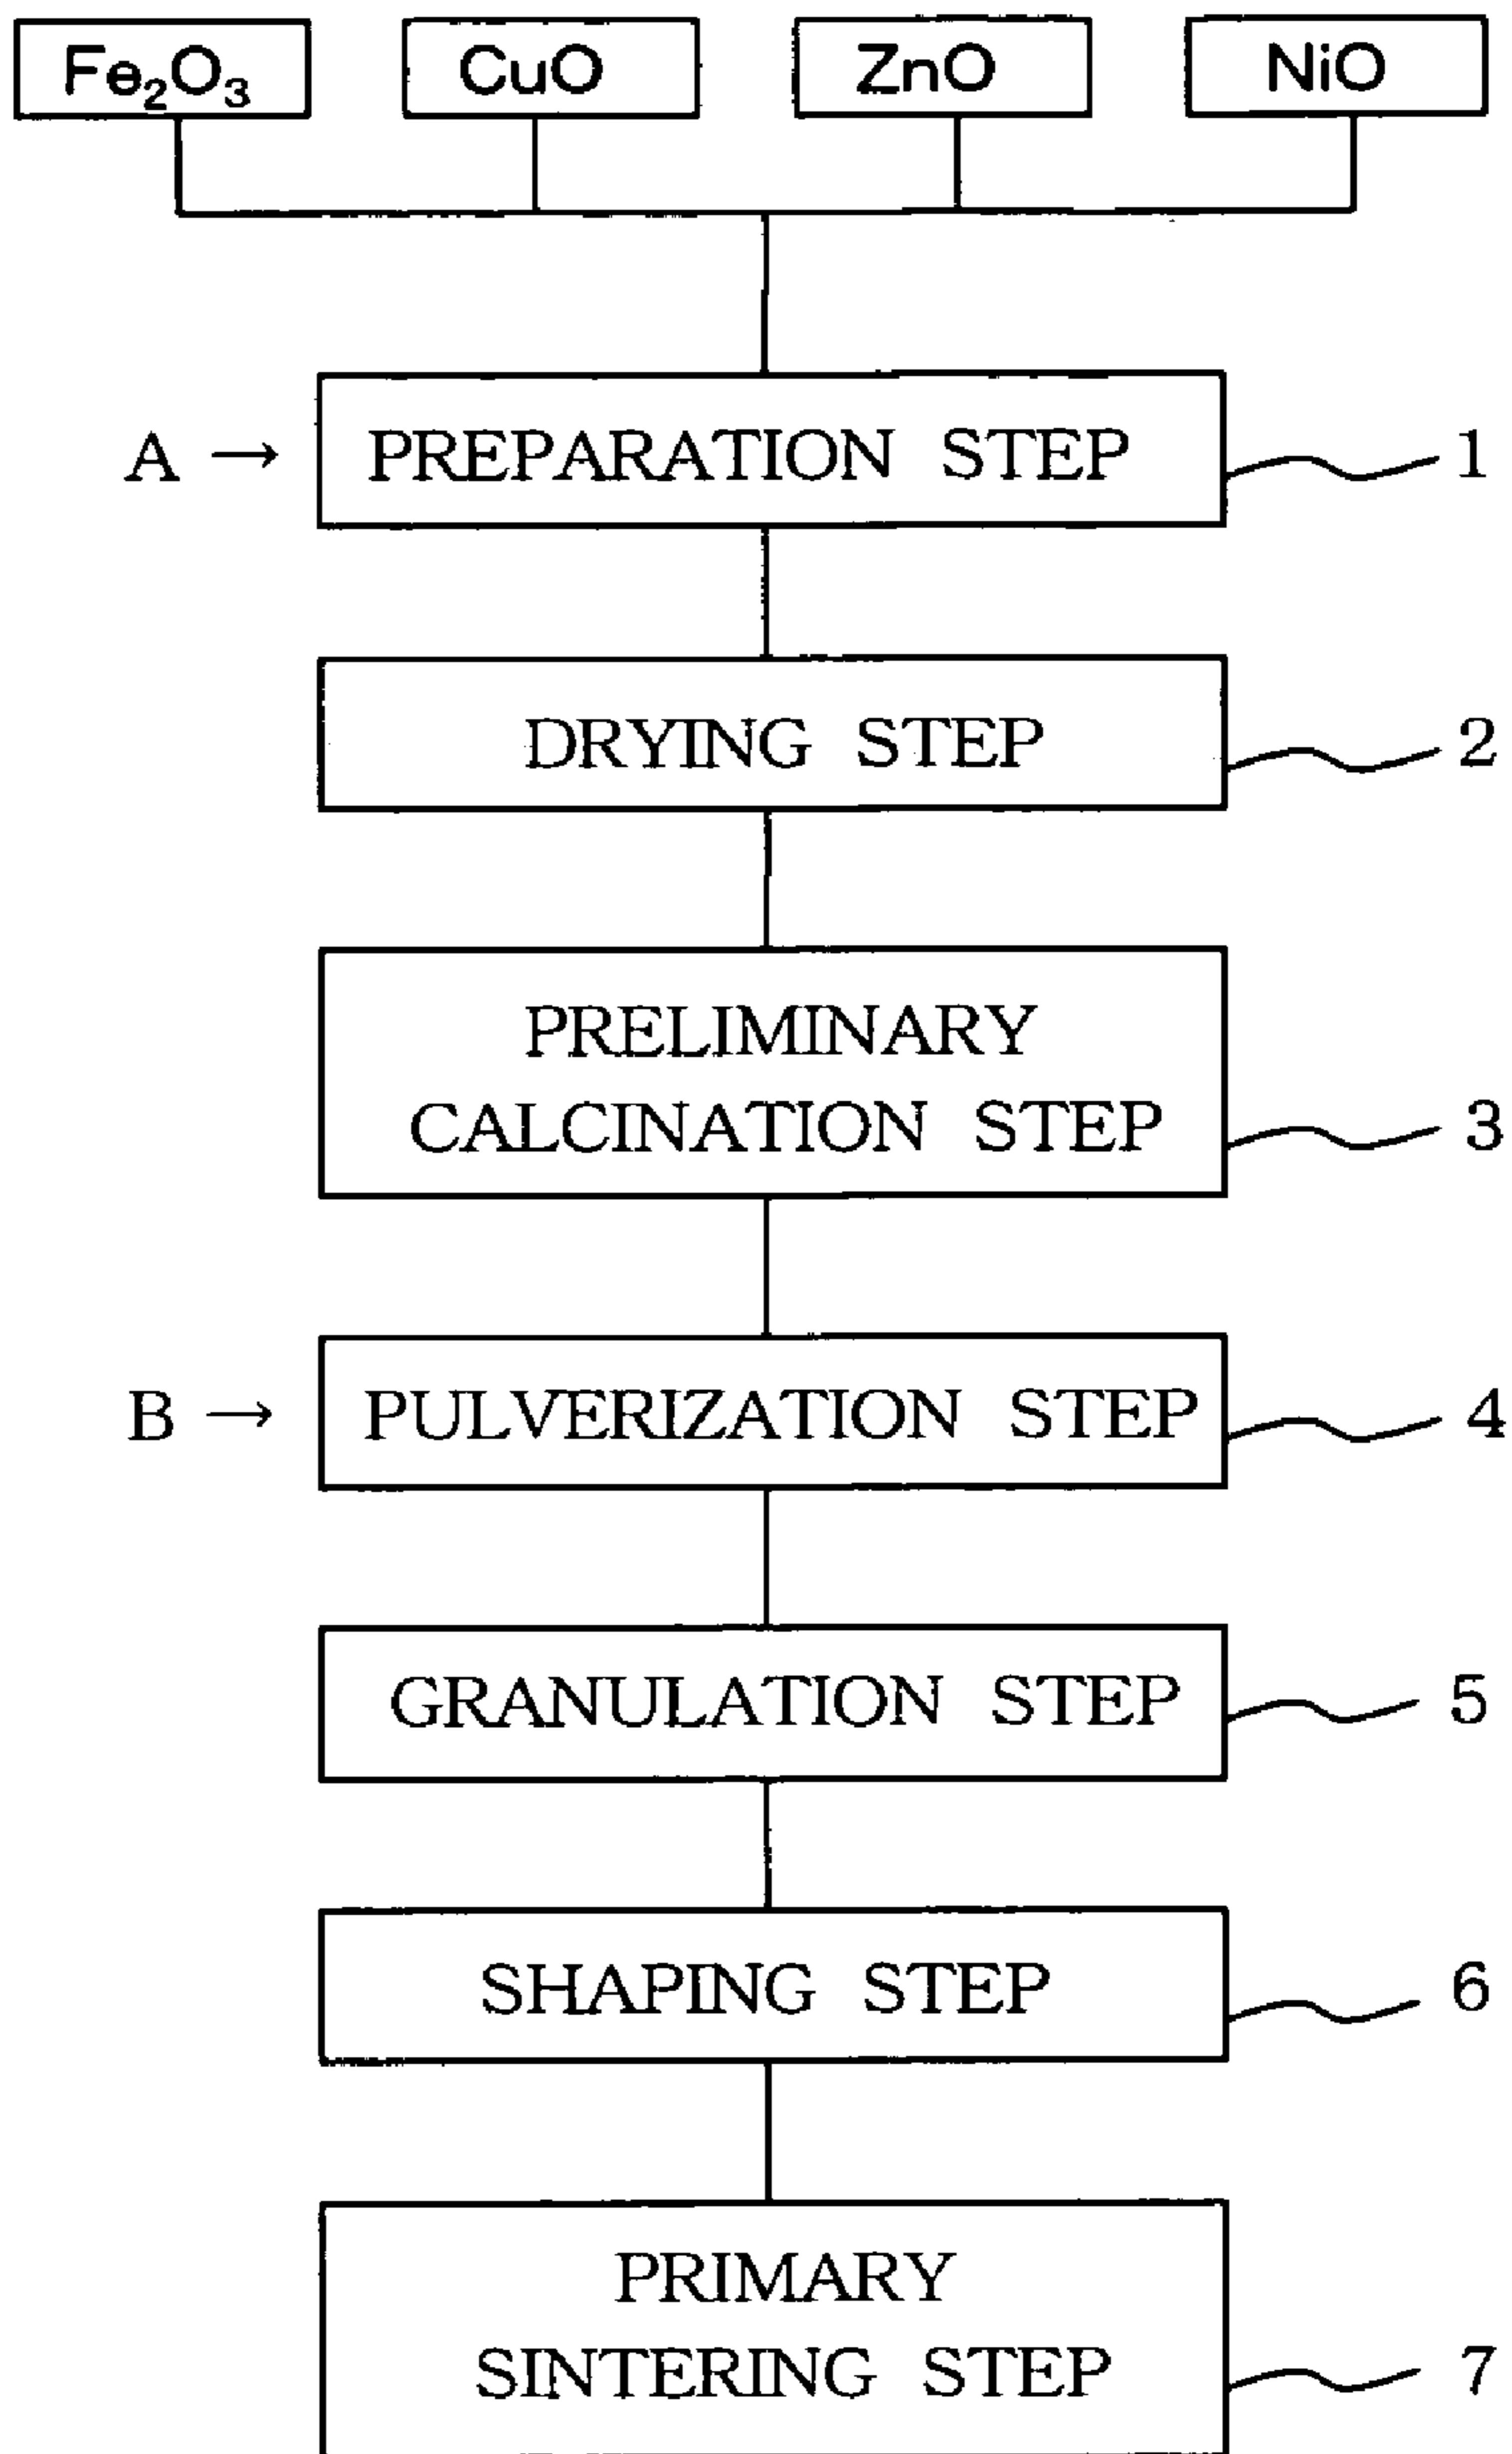 Fe₂O₃ CuO ZnO NiO
A → PREPARATION STEP 1
DRYING STEP 2
PRELIMINARY
CALCINATION STEP 3
B → PULVERIZATION STEP 4
GRANULATION STEP 5
SHAPING STEP 6
PRIMARY
SINTERING STEP 7